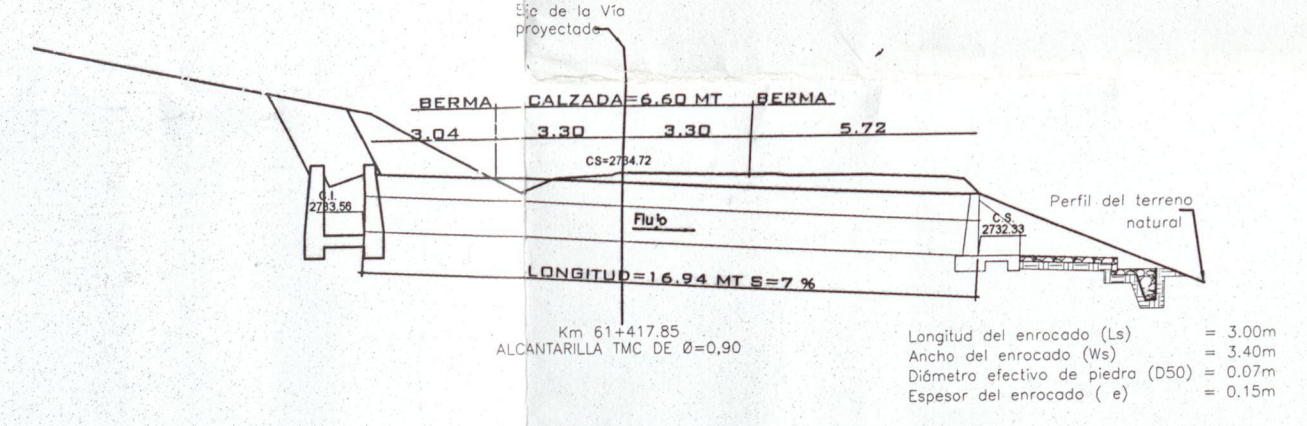 Eje de la Vía
proyectada
BERMA CALZADA=6.60 MT BERMA
3.04 3.30 3.30 5.72
CS=2734.72
C.I.
2733.56
Flujo
C.S.
2732.33
Perfil del terreno
natural
LONGITUD=16.94 MT S=7 %
Km 61+417.85
ALCANTARILLA TMC DE Ø=0,90
Longitud del enrocado (Ls) = 3.00m
Ancho del enrocado (Ws) = 3.40m
Diámetro efectivo de piedra (D50) = 0.07m
Espesor del enrocado ( e) = 0.15m